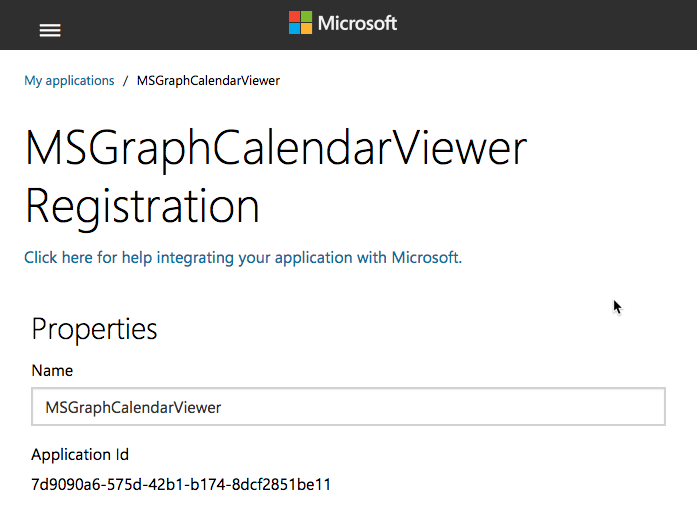 Microsoft
My applications / MSGraphCalendarViewer
MSGraphCalendarViewer
Registration
Click here for help integrating your application with Microsoft.
Properties
Name
MSGraphCalendarViewer
Application Id
7d9090a6-575d-42b1-b174-8dcf2851be11